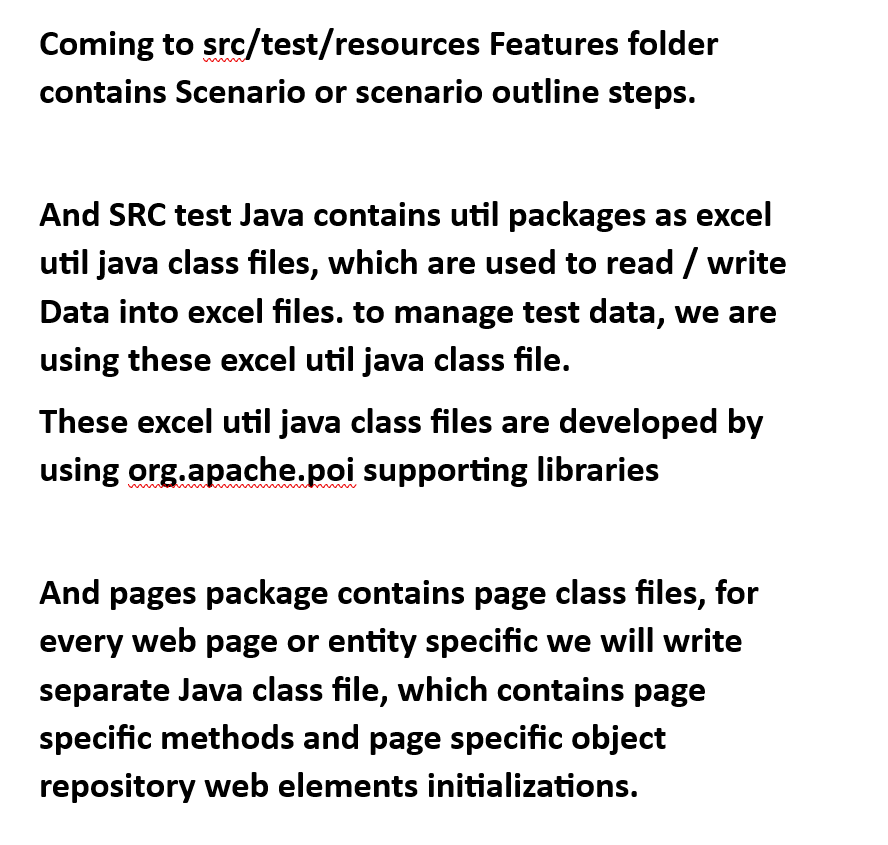 Coming to src/test/resources Features folder
contains Scenario or scenario outline steps.
And SRC test Java contains util packages as excel
util java class files, which are used to read / write
Data into excel files. to manage test data, we are
using these excel util java class file.
These excel util java class files are developed by
using org.apache.poi supporting libraries
And pages package contains page class files, for
every web page or entity specific we will write
separate Java class file, which contains page
specific methods and page specific object
repository web elements initializations.